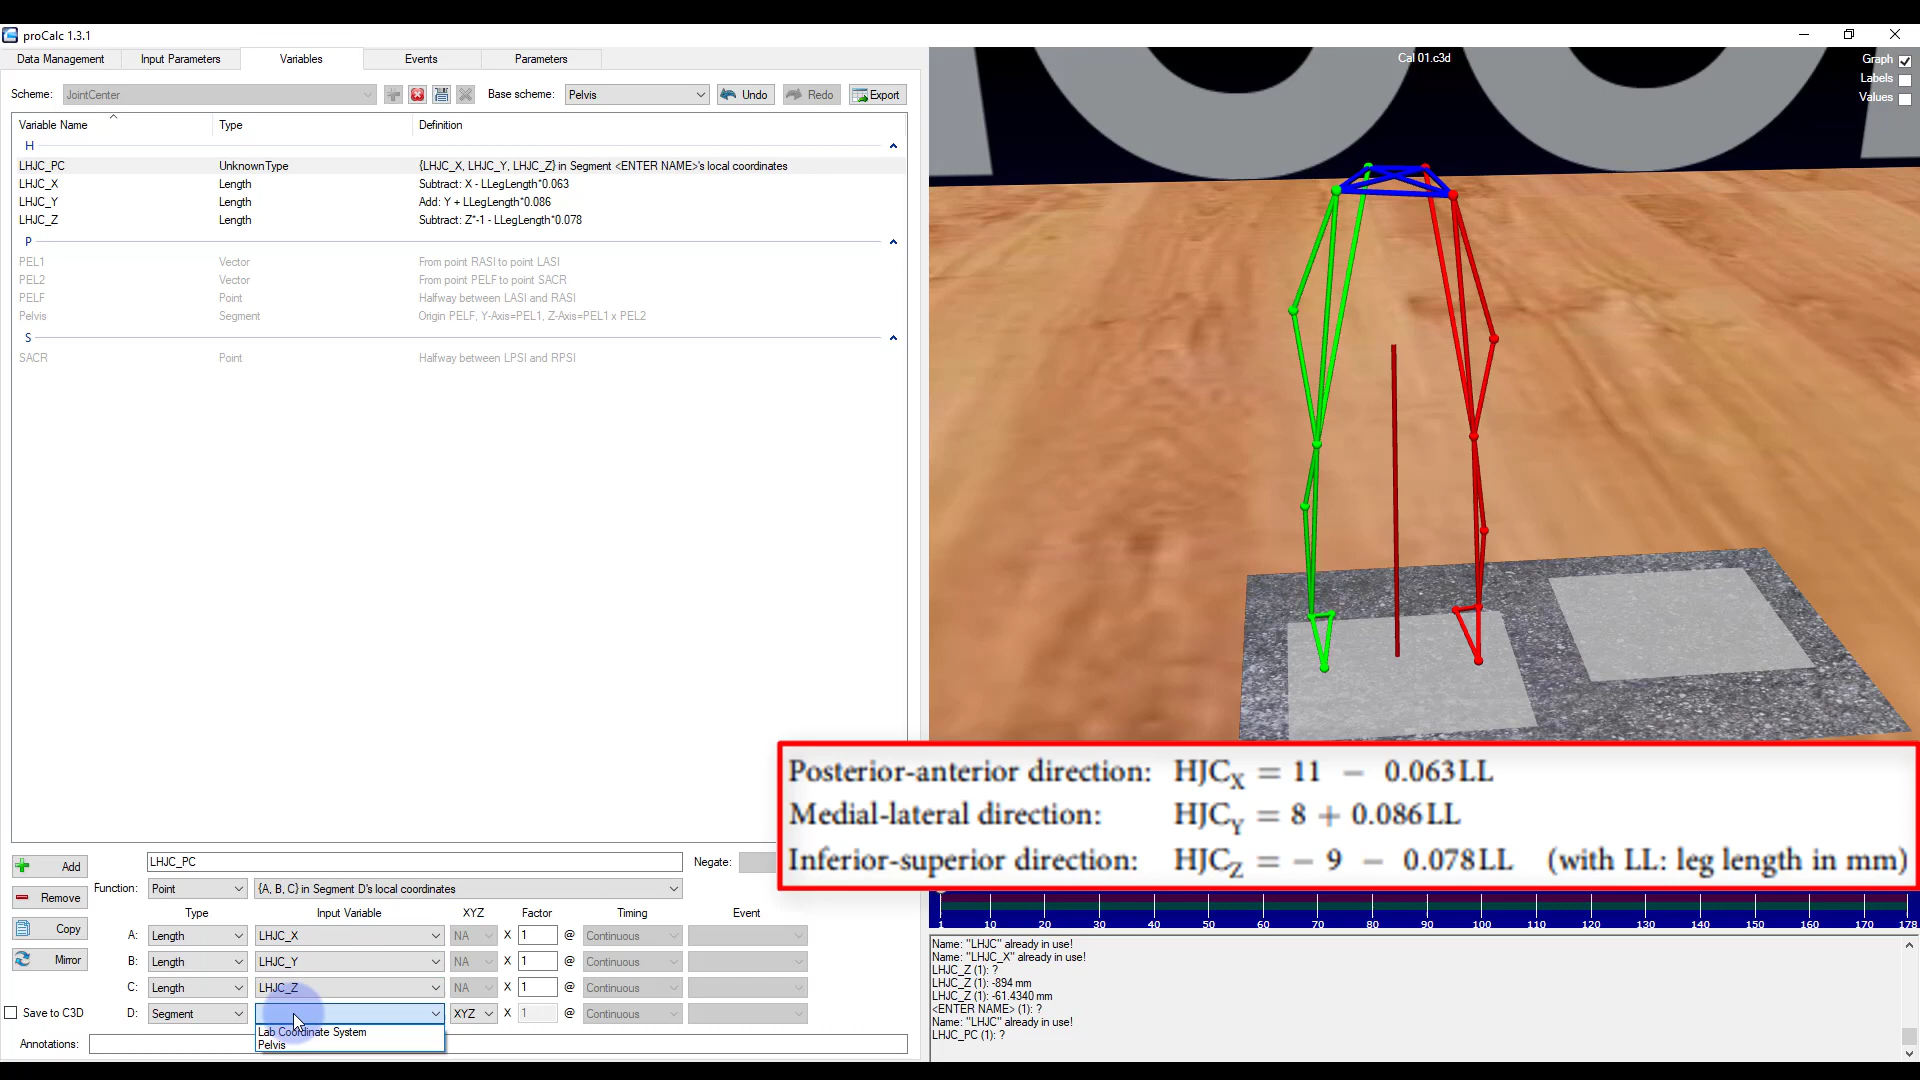 proCalc 1.3.1
Data Management Input Parameters Variables Events Parameters
Scheme: JointCenter Base scheme: Pelvis Undo Redo Export
Variable Name Type Definition
H
LHJC_PC UnknownType {LHJC_X, LHJC_Y, LHJC_Z} in Segment <ENTER NAME>'s local coordinates
LHJC_X Length Subtract: X - LLegLength*0.063
LHJC_Y Length Add: Y + LLegLength*0.086
LHJC_Z Length Subtract: Z*-1 - LLegLength*0.078
P
PEL1 Vector From point RASI to point LASI
PEL2 Vector From point PELF to point SACR
PELF Point Halfway between LASI and RASI
Pelvis Segment Origin PELF, Y-Axis=PEL1, Z-Axis=PEL1 x PEL2
S
SACR Point Halfway between LPSI and RPSI
Cal 01.c3d
Graph
Labels
Values
Posterior-anterior direction: HJCX = 11 − 0.063LL
Medial-lateral direction: HJCY = 8 + 0.086LL
Inferior-superior direction: HJCZ = − 9 − 0.078LL (with LL: leg length in mm)
Add LHJC_PC Negate:
Remove Function: Point {A, B, C} in Segment D's local coordinates
Type Input Variable XYZ Factor Timing Event
Copy A: Length LHJC_X NA X 1 @ Continuous
Mirror B: Length LHJC_Y NA X 1 @ Continuous
C: Length LHJC_Z NA X 1 @ Continuous
Save to C3D D: Segment XYZ X 1 @ Continuous
Lab Coordinate System
Pelvis
Annotations:
1 10 20 30 40 50 60 70 80 90 100 110 120 130 140 150 160 170 178
Name: "LHJC" already in use!
Name: "LHJC_X" already in use!
LHJC_Z (1): ?
LHJC_Z (1): -894 mm
LHJC_Z (1): -61.4340 mm
<ENTER NAME> (1): ?
Name: "LHJC" already in use!
LHJC_PC (1): ?